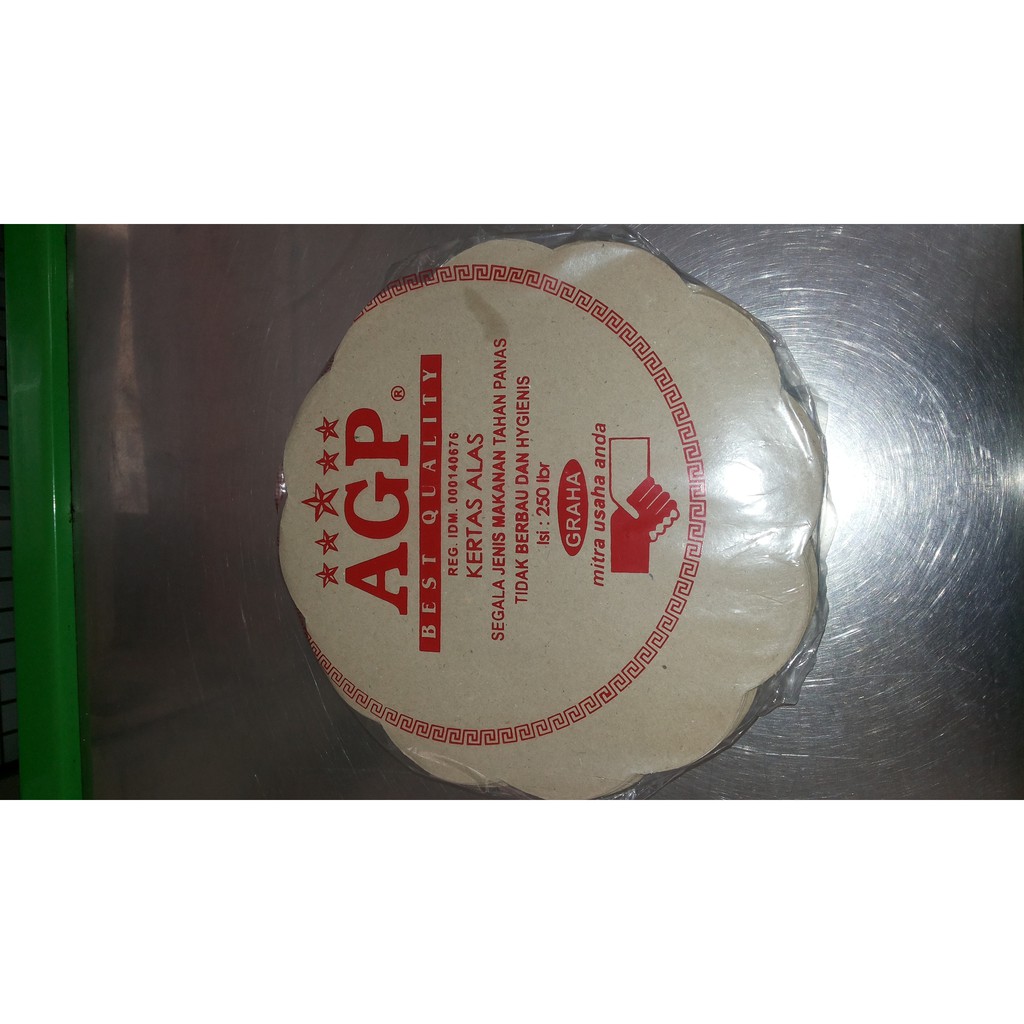 AGP ®
BEST QUALITY
REG. IDM. 000140676
KERTAS ALAS
SEGALA JENIS MAKANAN TAHAN PANAS
TIDAK BERBAU DAN HYGIENIS
Isi : 250 lbr
GRAHA
mitra usaha anda